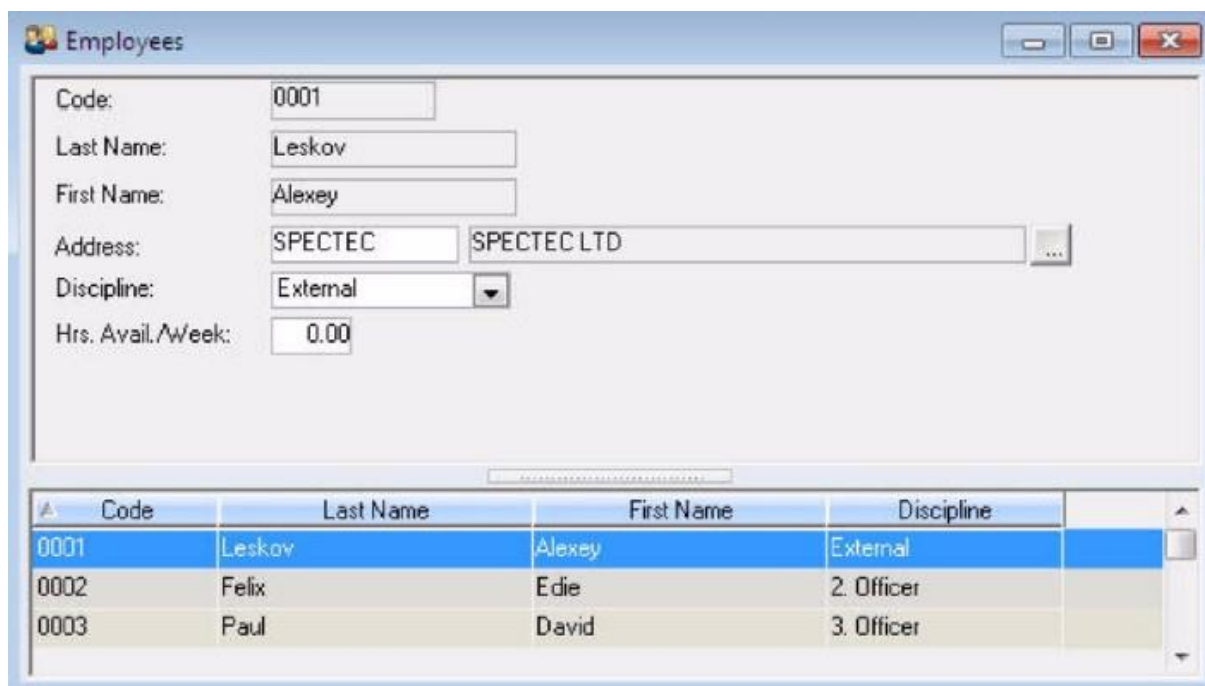 Employees
Code: 0001
Last Name: Leskov
First Name: Alexey
Address: SPECTEC SPECTEC LTD ...
Discipline: External
Hrs. Avail./Week: 0.00
Code Last Name First Name Discipline
0001 Leskov Alexey External
0002 Felix Edie 2. Officer
0003 Paul David 3. Officer